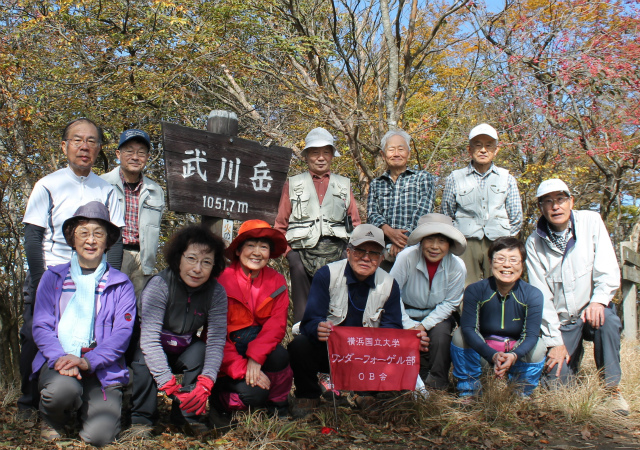 武川岳
1051.7m
横浜国立大学
ワンダーフォーゲル部
OB会